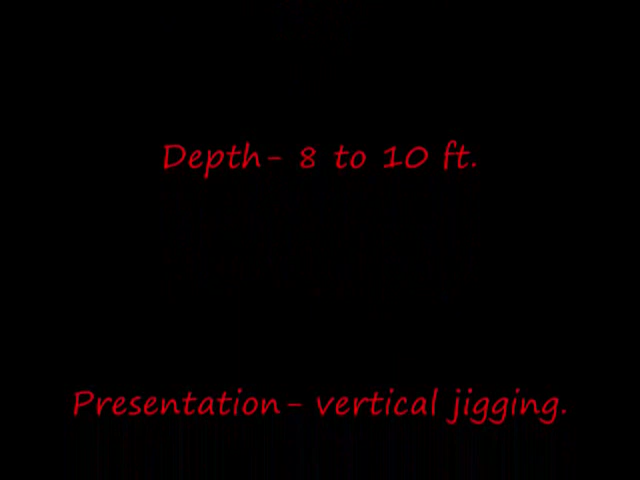 Depth- 8 to 10 ft.
Presentation- vertical jigging.